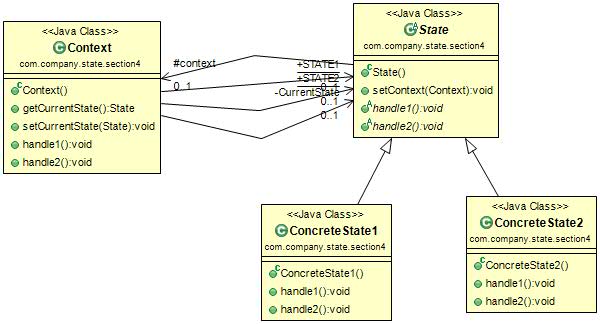 <<Java Class>>
Context
com.company.state.section4
Context()
getCurrentState():State
setCurrentState(State):void
handle1():void
handle2():void
#context
0..1
+STATE1
0..1
+STATE2
0..1
-CurrentState
0..1
<<Java Class>>
State
com.company.state.section4
State()
setContext(Context):void
handle1():void
handle2():void
<<Java Class>>
ConcreteState1
com.company.state.section4
ConcreteState1()
handle1():void
handle2():void
<<Java Class>>
ConcreteState2
com.company.state.section4
ConcreteState2()
handle1():void
handle2():void